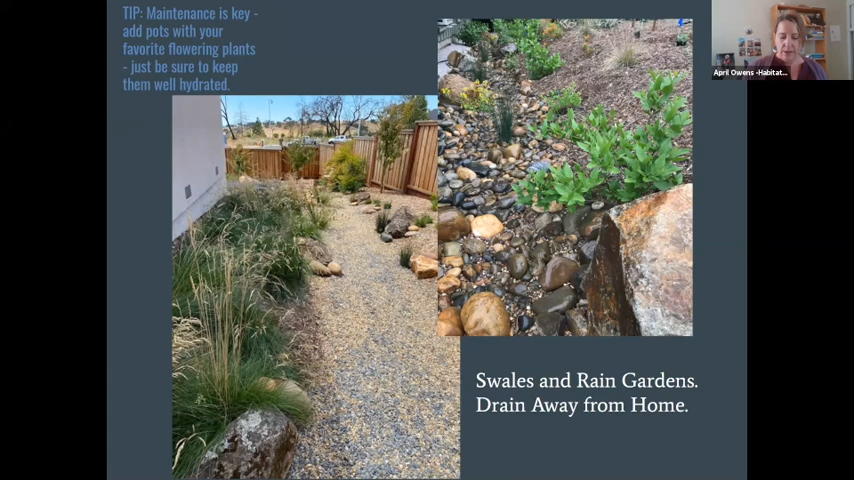 TIP: Maintenance is key -
add pots with your
favorite flowering plants
- just be sure to keep
them well hydrated.
April Owens -Habitat...
Swales and Rain Gardens.
Drain Away from Home.